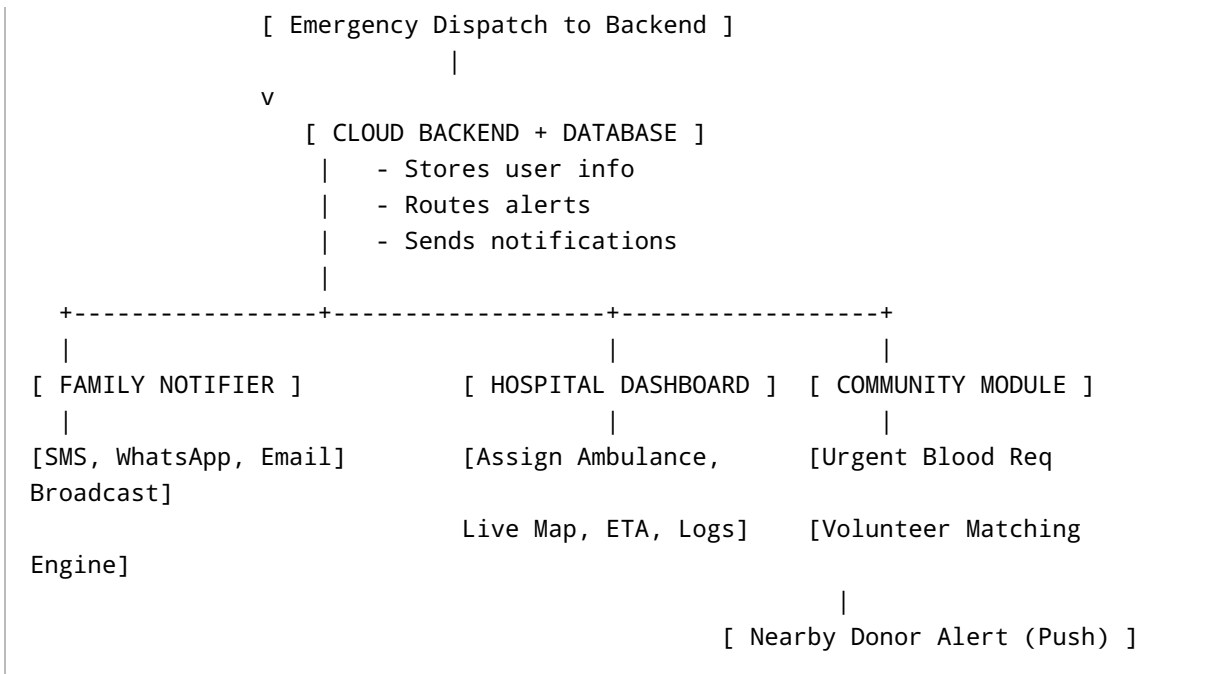 [ Emergency Dispatch to Backend ]
|
v
[ CLOUD BACKEND + DATABASE ]
| - Stores user info
| - Routes alerts
| - Sends notifications
|
+-----------------+-------------------+------------------+
| | |
[ FAMILY NOTIFIER ] [ HOSPITAL DASHBOARD ] [ COMMUNITY MODULE ]
| | |
[SMS, WhatsApp, Email] [Assign Ambulance, [Urgent Blood Req
Broadcast]
Live Map, ETA, Logs] [Volunteer Matching
Engine]
|
[ Nearby Donor Alert (Push) ]